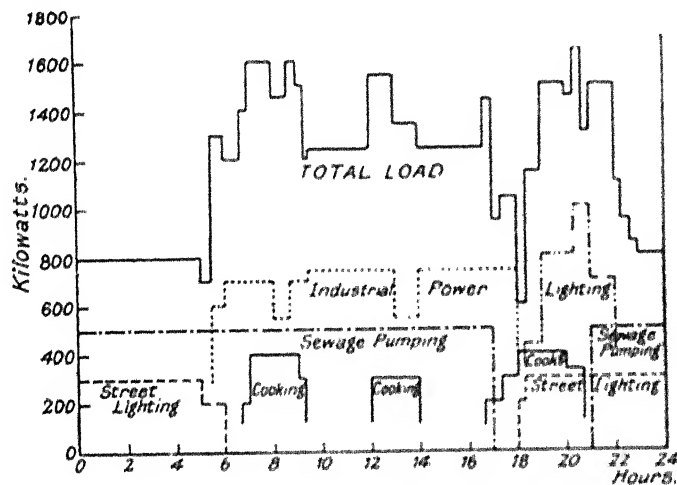 1800
1600
1400
1200
1000
800
600
400
200
0
Kilowatts.
TOTAL LOAD
Industrial Power
Lighting
Sewage Pumping
Sewage
Pumping
Street
Lighting
Cooking
Cooking
Cook
Street Lighting
0 2 4 6 8 10 12 14 16 18 20 22 24
Hours.